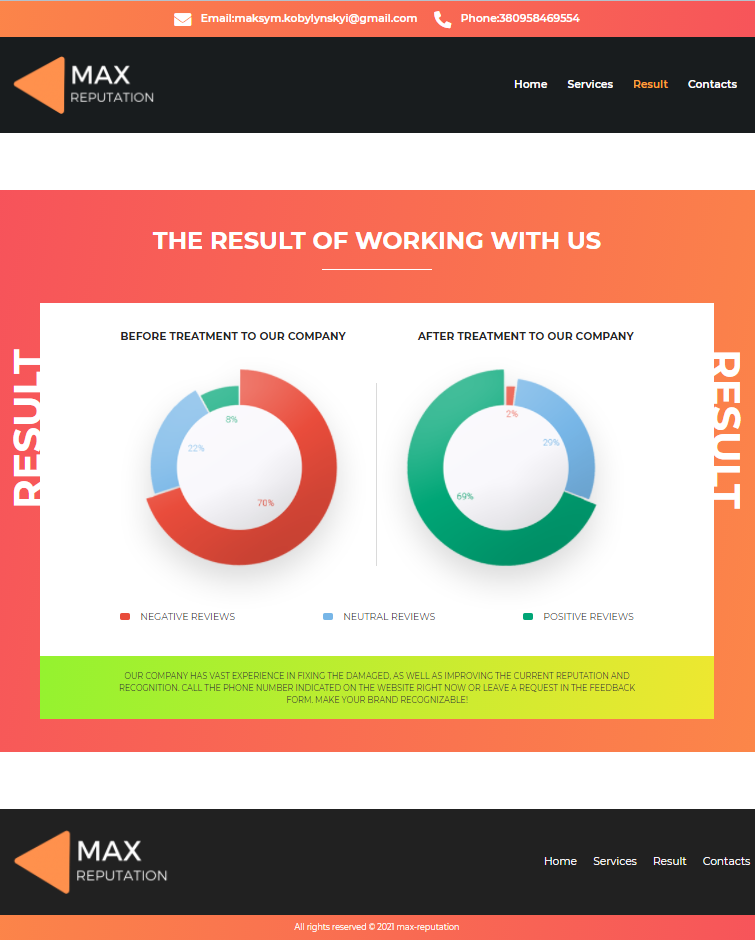 Email:maksym.kobylynskyi@gmail.com Phone:380958469554
MAX
REPUTATION
Home Services Result Contacts
THE RESULT OF WORKING WITH US
RESULT
BEFORE TREATMENT TO OUR COMPANY
8%
22%
70%
AFTER TREATMENT TO OUR COMPANY
2%
29%
69%
RESULT
NEGATIVE REVIEWS NEUTRAL REVIEWS POSITIVE REVIEWS
OUR COMPANY HAS VAST EXPERIENCE IN FIXING THE DAMAGED, AS WELL AS IMPROVING THE CURRENT REPUTATION AND
RECOGNITION. CALL THE PHONE NUMBER INDICATED ON THE WEBSITE RIGHT NOW OR LEAVE A REQUEST IN THE FEEDBACK
FORM. MAKE YOUR BRAND RECOGNIZABLE!
MAX
REPUTATION
Home Services Result Contacts
All rights reserved © 2021 max-reputation